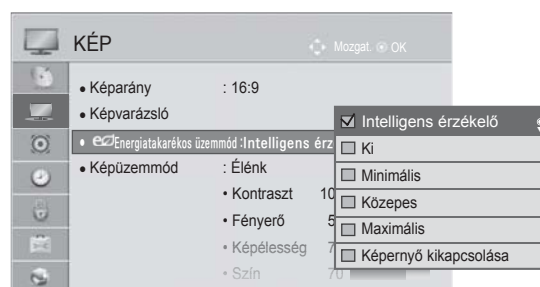 KÉP
Mozgat. OK
• Képarány : 16:9
• Képvarázsló
• Energiatakarékos üzemmód :Intelligens érz
• Képüzemmód : Élénk
• Kontraszt 10
• Fényerő 5
• Képélesség 7
• Szín 70
Intelligens érzékelő
Ki
Minimális
Közepes
Maximális
Képernyő kikapcsolása